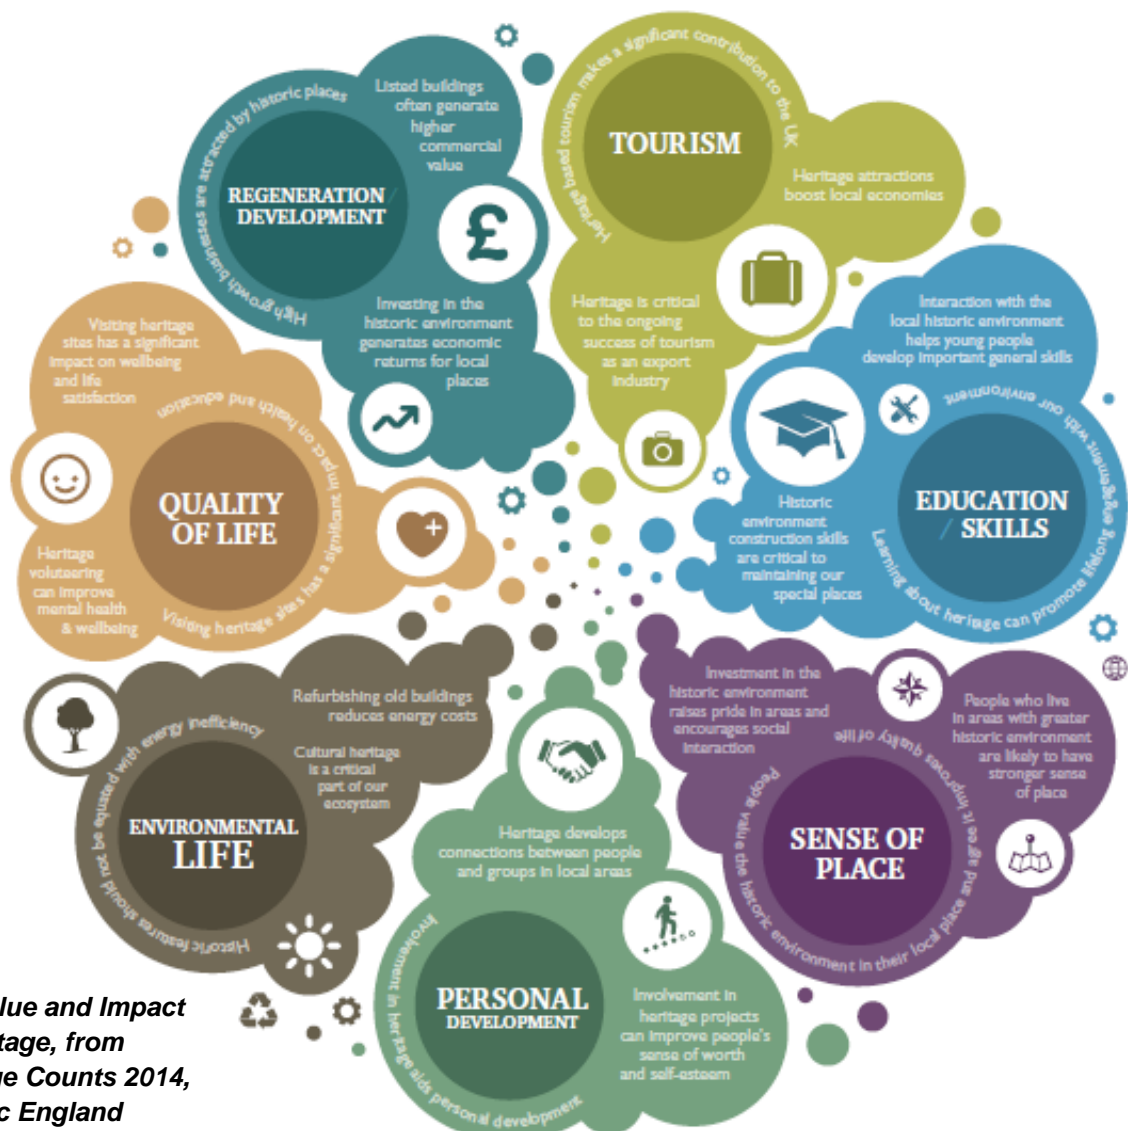 Heritage based tourism makes a significant contribution to the UK
TOURISM
Heritage attractions
boost local economies
Heritage is critical
to the ongoing
success of tourism
as an export
industry
High growth businesses are attracted by historic places
REGENERATION /
DEVELOPMENT
Listed buildings
often generate
higher
commercial
value
£
Investing in the
historic environment
generates economic
returns for local
places
Interaction with the
local historic environment
helps young people
develop important general skills
Learning about heritage can promote lifelong engagement with our environment
EDUCATION
/ SKILLS
Historic
environment
construction skills
are critical to
maintaining our
special places
Visiting heritage
sites has a significant
impact on wellbeing
and life
satisfaction
Visiting heritage sites has a significant impact on health and education
QUALITY
OF LIFE
Heritage
voluteering
can improve
mental health
& wellbeing
Refurbishing old buildings
reduces energy costs
Cultural heritage
is a critical
part of our
ecosystem
Historic features should not be equated with energy inefficiency
ENVIRONMENTAL
LIFE
Investment in the
historic environment
raises pride in areas and
encourages social
interaction
People who live
in areas with greater
historic environment
are likely to have
stronger sense
of place
People value the historic environment in their local place and agree it improves quality of life
SENSE OF
PLACE
Heritage develops
connections between people
and groups in local areas
Involvement in heritage aids personal development
PERSONAL
DEVELOPMENT
Involvement in
heritage projects
can improve people's
sense of worth
and self-esteem
lue and Impact
tage, from
ge Counts 2014,
c England